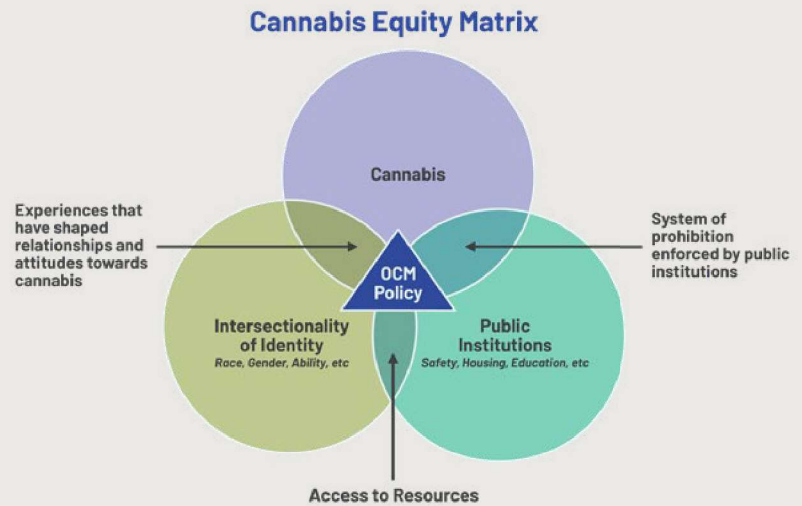 Cannabis Equity Matrix
Cannabis
Experiences that
have shaped
relationships and
attitudes towards
cannabis
System of
prohibition
enforced by public
institutions
OCM
Policy
Intersectionality
of Identity
Race, Gender, Ability, etc
Public
Institutions
Safety, Housing, Education, etc
Access to Resources